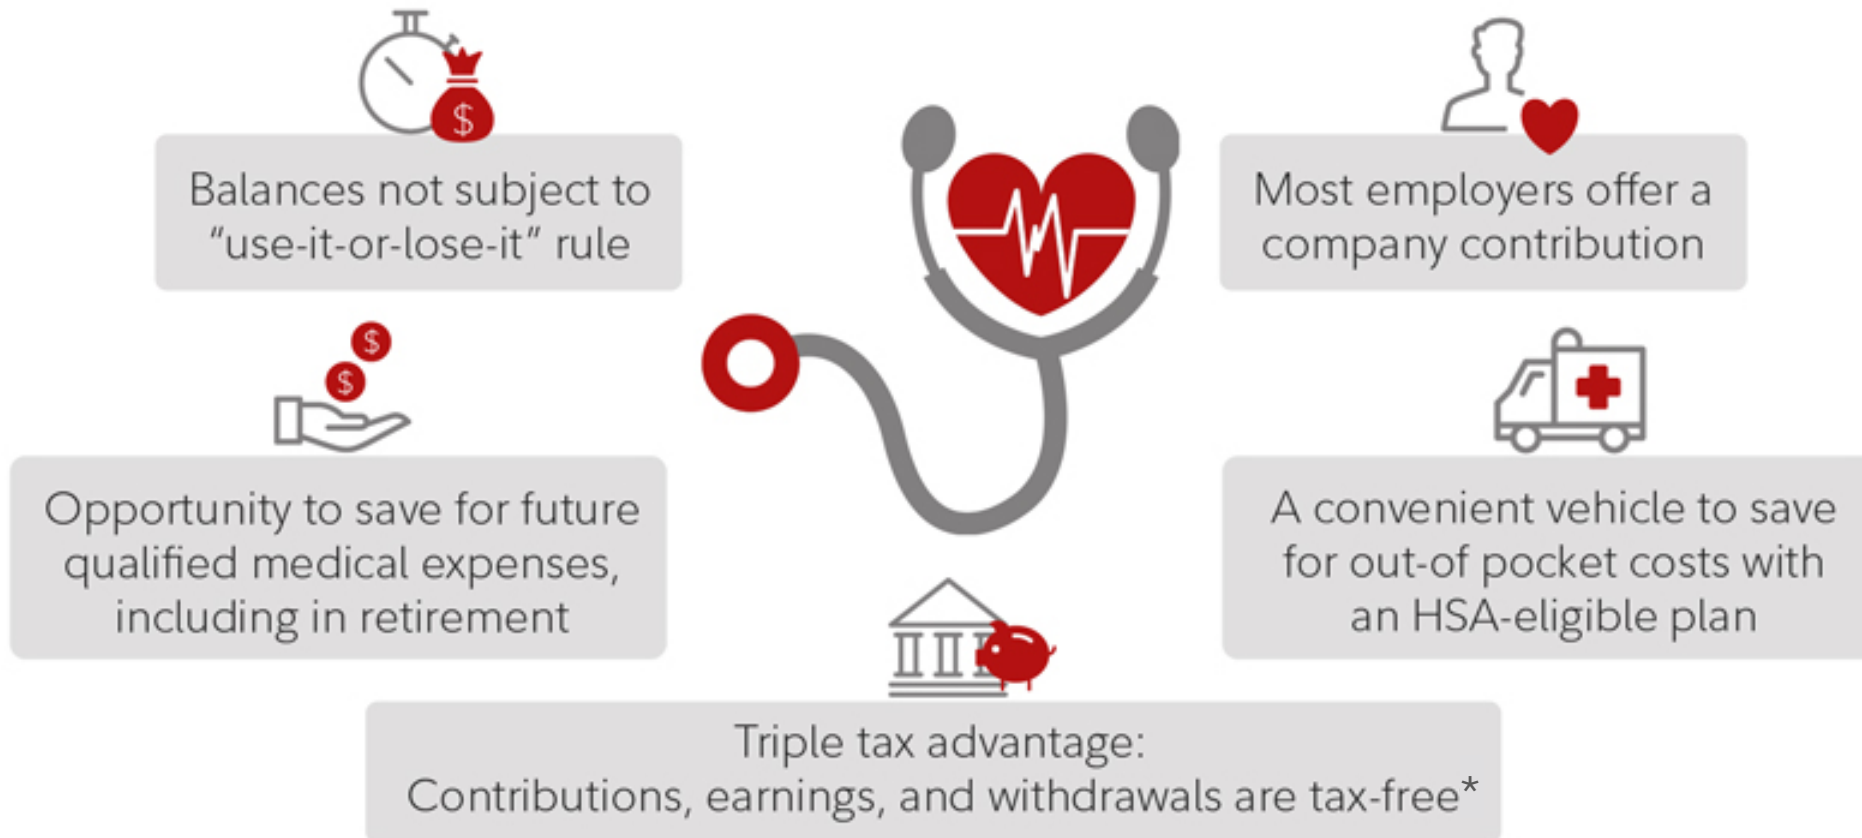 $
Balances not subject to
“use-it-or-lose-it” rule
Most employers offer a
company contribution
$
$
Opportunity to save for future
qualified medical expenses,
including in retirement
A convenient vehicle to save
for out-of pocket costs with
an HSA-eligible plan
Triple tax advantage:
Contributions, earnings, and withdrawals are tax-free*